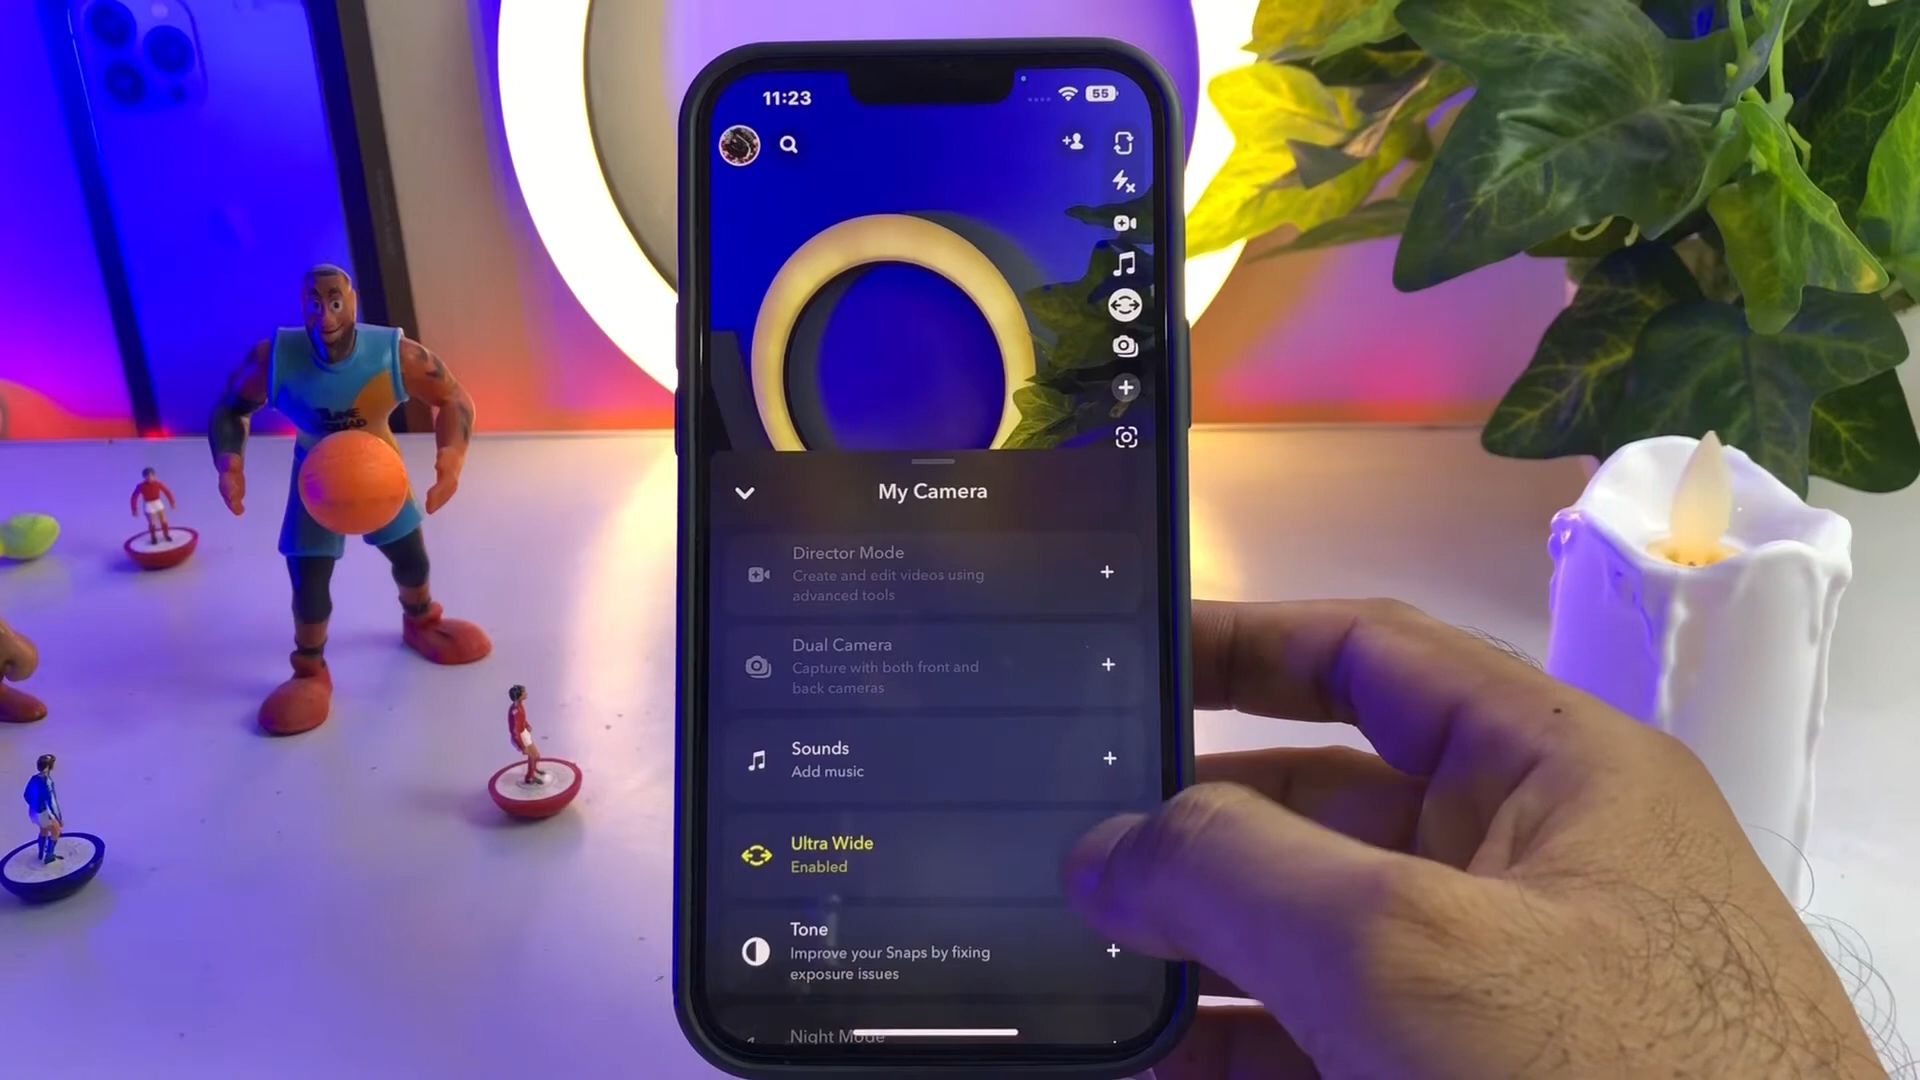 11:23
55
My Camera
Director Mode
Create and edit videos using
advanced tools
Dual Camera
Capture with both front and
back cameras
Sounds
Add music
Ultra Wide
Enabled
Tone
Improve your Snaps by fixing
exposure issues
Night Mode